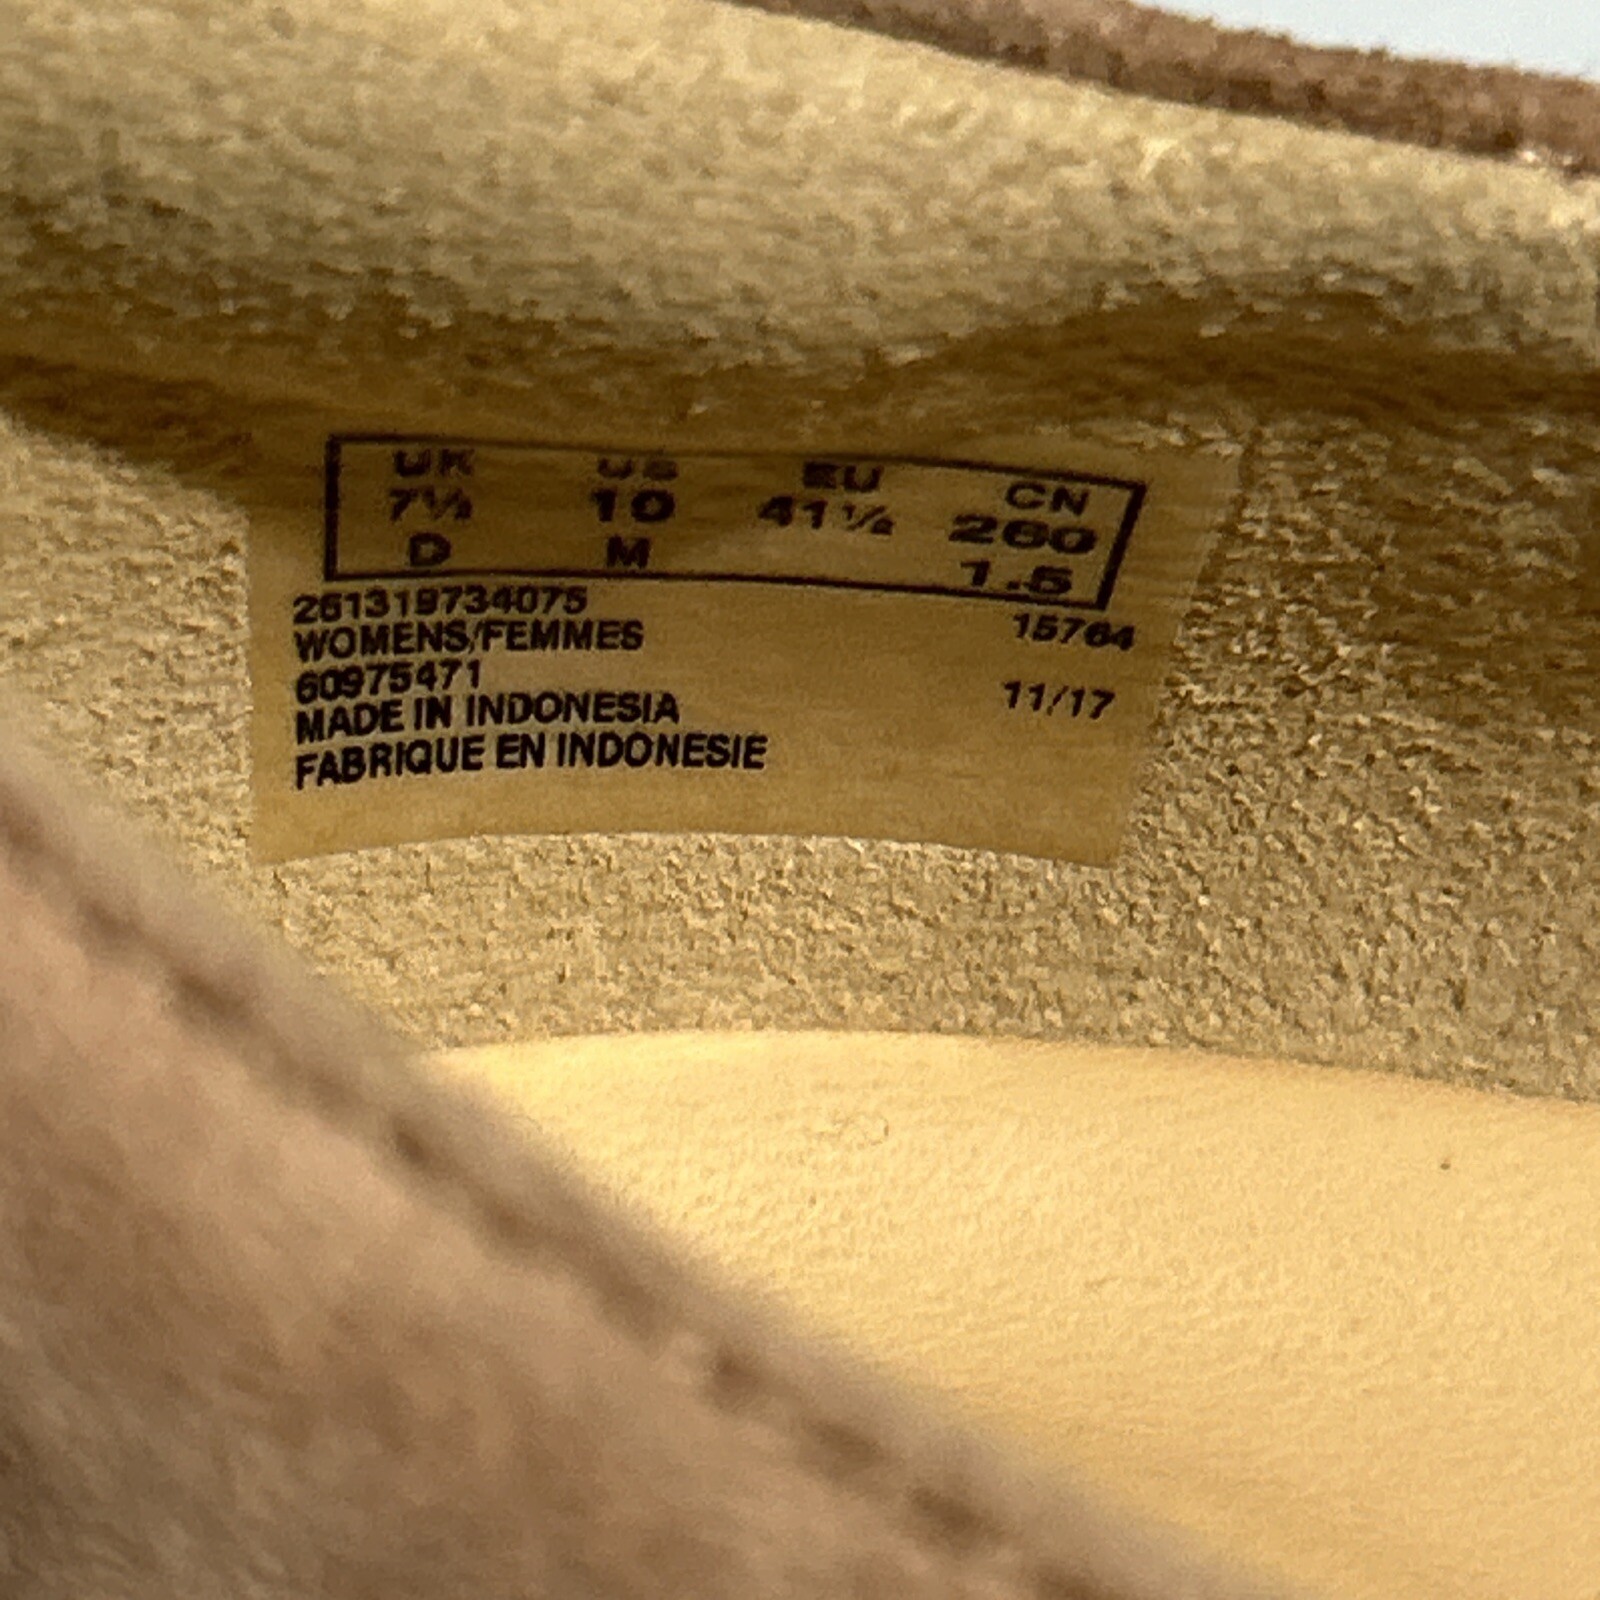 UK US EU CN
7½ 10 41½ 260
D M 1.5
261319734075
WOMENS/FEMMES 15764
60975471
MADE IN INDONESIA 11/17
FABRIQUE EN INDONESIE